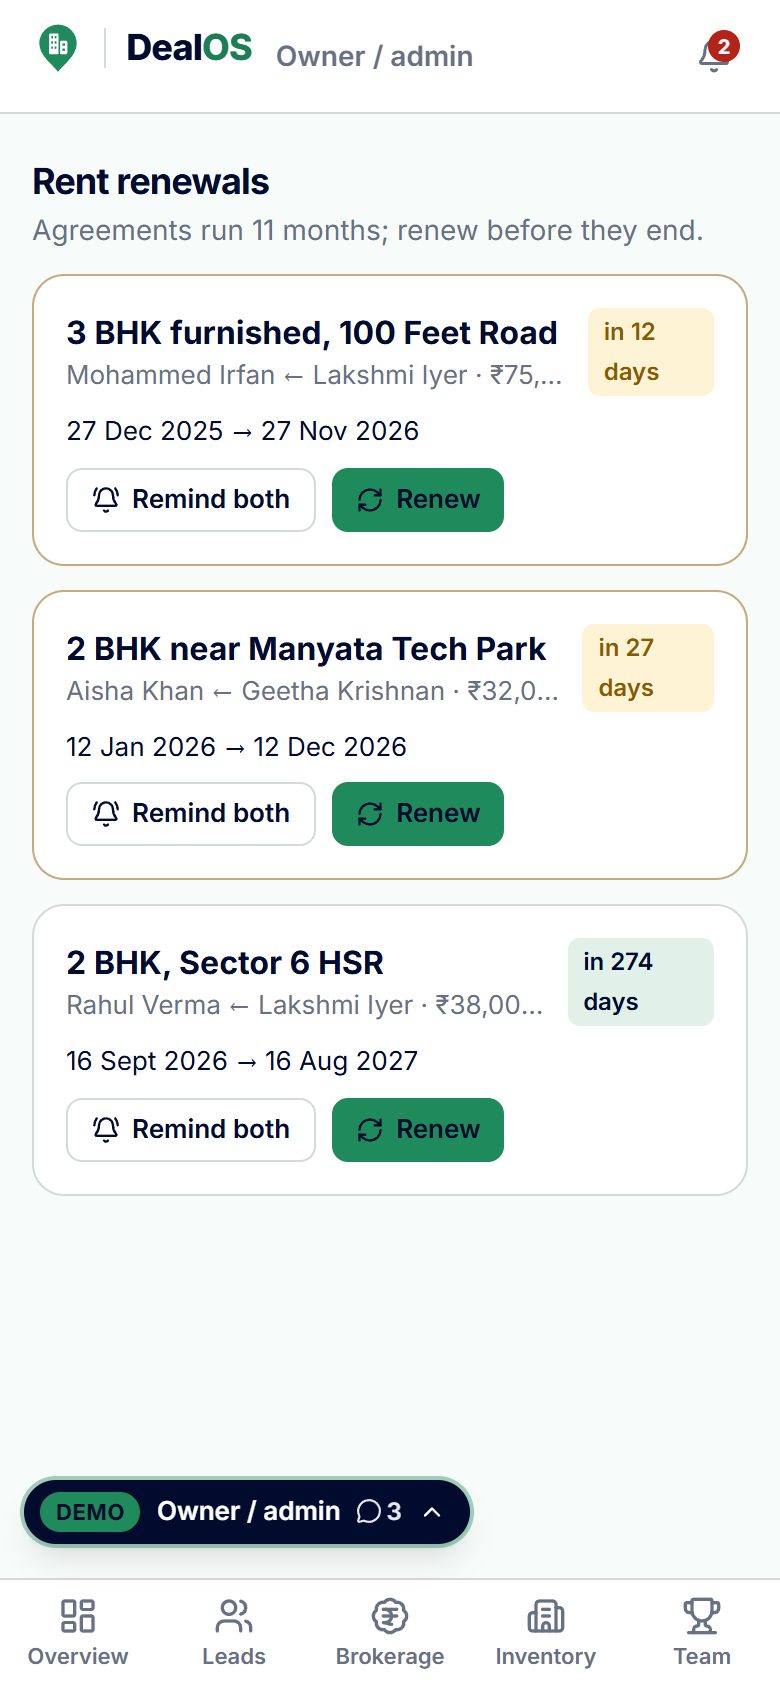 DealOS Owner / admin 2
Rent renewals
Agreements run 11 months; renew before they end.
3 BHK furnished, 100 Feet Road
in 12 days
Mohammed Irfan ← Lakshmi Iyer · ₹75,...
27 Dec 2025 → 27 Nov 2026
Remind both Renew
2 BHK near Manyata Tech Park
in 27 days
Aisha Khan ← Geetha Krishnan · ₹32,0...
12 Jan 2026 → 12 Dec 2026
Remind both Renew
2 BHK, Sector 6 HSR
in 274 days
Rahul Verma ← Lakshmi Iyer · ₹38,00...
16 Sept 2026 → 16 Aug 2027
Remind both Renew
DEMO Owner / admin 3
Overview Leads Brokerage Inventory Team